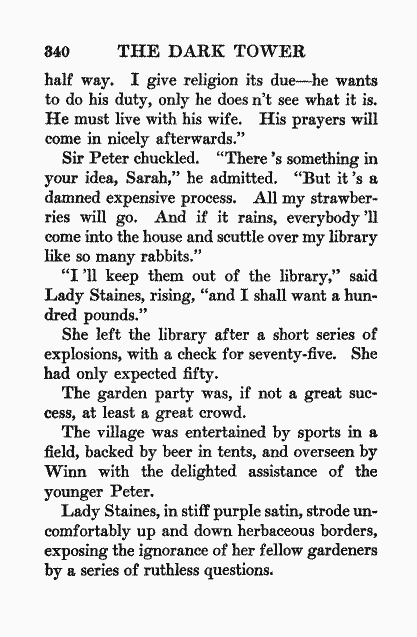 340 THE DARK TOWER
half way. I give religion its due—he wants
to do his duty, only he does n't see what it is.
He must live with his wife. His prayers will
come in nicely afterwards."
Sir Peter chuckled. "There 's something in
your idea, Sarah," he admitted. "But it 's a
damned expensive process. All my strawber-
ries will go. And if it rains, everybody 'll
come into the house and scuttle over my library
like so many rabbits."
"I 'll keep them out of the library," said
Lady Staines, rising, "and I shall want a hun-
dred pounds."
She left the library after a short series of
explosions, with a check for seventy-five. She
had only expected fifty.
The garden party was, if not a great suc-
cess, at least a great crowd.
The village was entertained by sports in a
field, backed by beer in tents, and overseen by
Winn with the delighted assistance of the
younger Peter.
Lady Staines, in stiff purple satin, strode un-
comfortably up and down herbaceous borders,
exposing the ignorance of her fellow gardeners
by a series of ruthless questions.